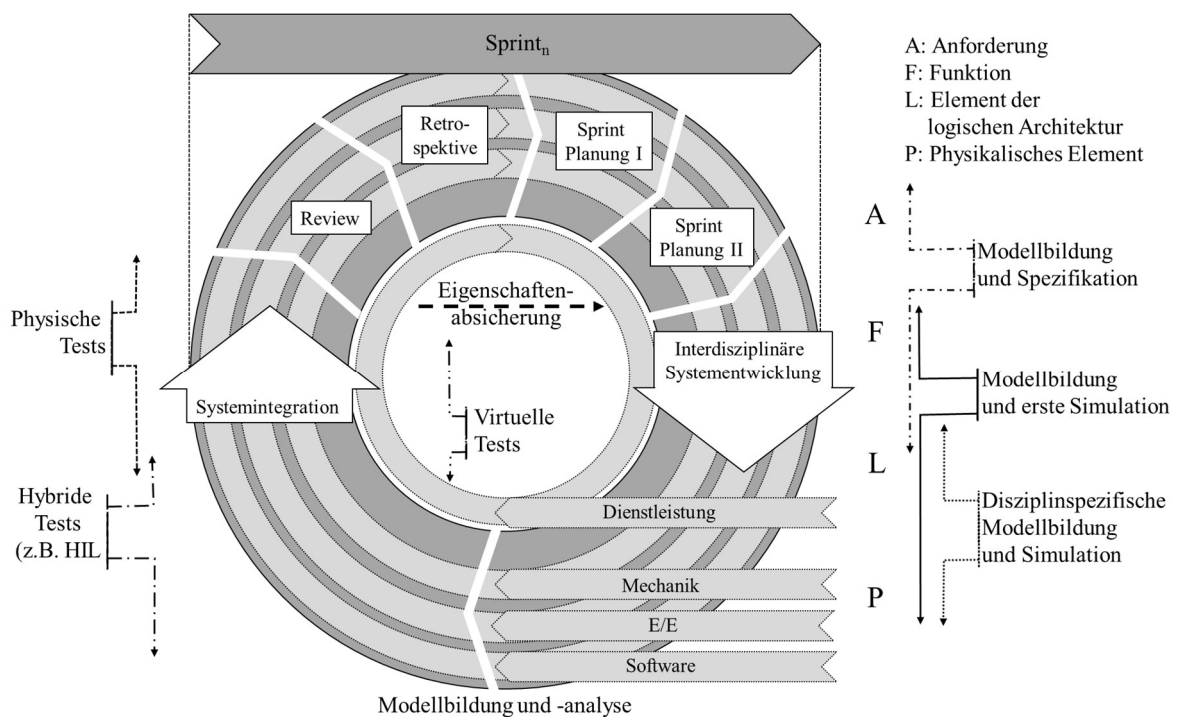 Sprintn
A: Anforderung
F: Funktion
L: Element der
logischen Architektur
P: Physikalisches Element
Retro-
spektive
Sprint
Planung I
Review
Sprint
Planung II
A
Modellbildung
und Spezifikation
Eigenschaften-
absicherung
Physische
Tests
F
Interdisziplinäre
Systementwicklung
Modellbildung
und erste Simulation
Systemintegration
Virtuelle
Tests
L
Hybride
Tests
(z.B. HIL
Disziplinspezifische
Modellbildung
und Simulation
Dienstleistung
Mechanik
P
E/E
Software
Modellbildung und -analyse